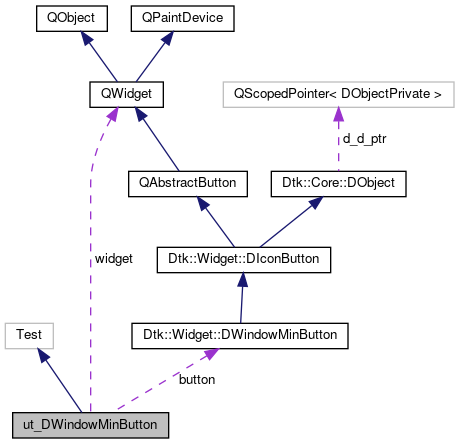 QObject
QPaintDevice
QWidget
QScopedPointer< DObjectPrivate >
d_d_ptr
QAbstractButton
Dtk::Core::DObject
Dtk::Widget::DIconButton
widget
Test
Dtk::Widget::DWindowMinButton
button
ut_DWindowMinButton